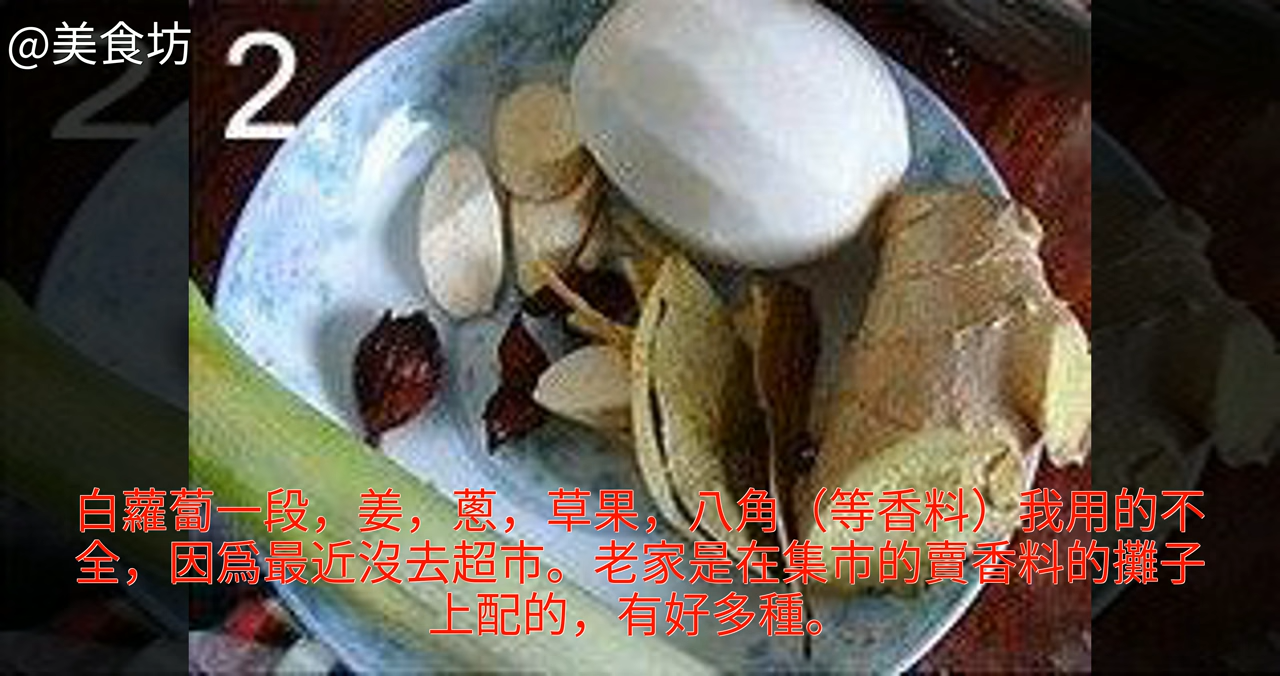 @美食坊
2
白蘿蔔一段，姜，蔥，草果，八角（等香料）我用的不
全，因爲最近沒去超市。老家是在集市的賣香料的攤子
上配的，有好多種。